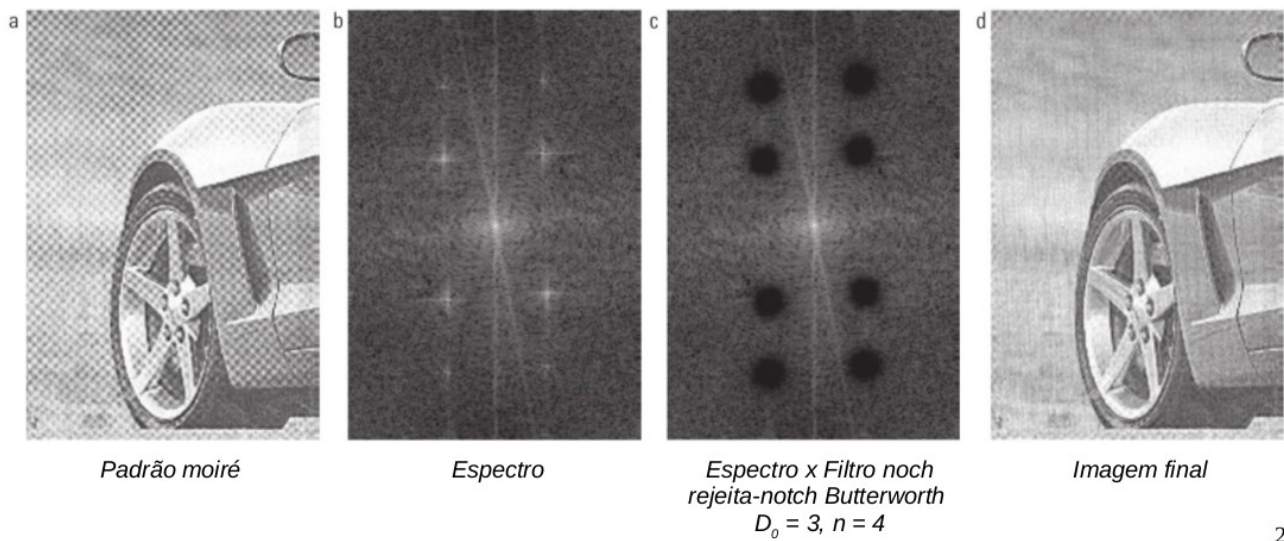 a
b
c
d
Padrão moiré
Espectro
Espectro x Filtro noch
rejeita-notch Butterworth
D₀ = 3, n = 4
Imagem final
2